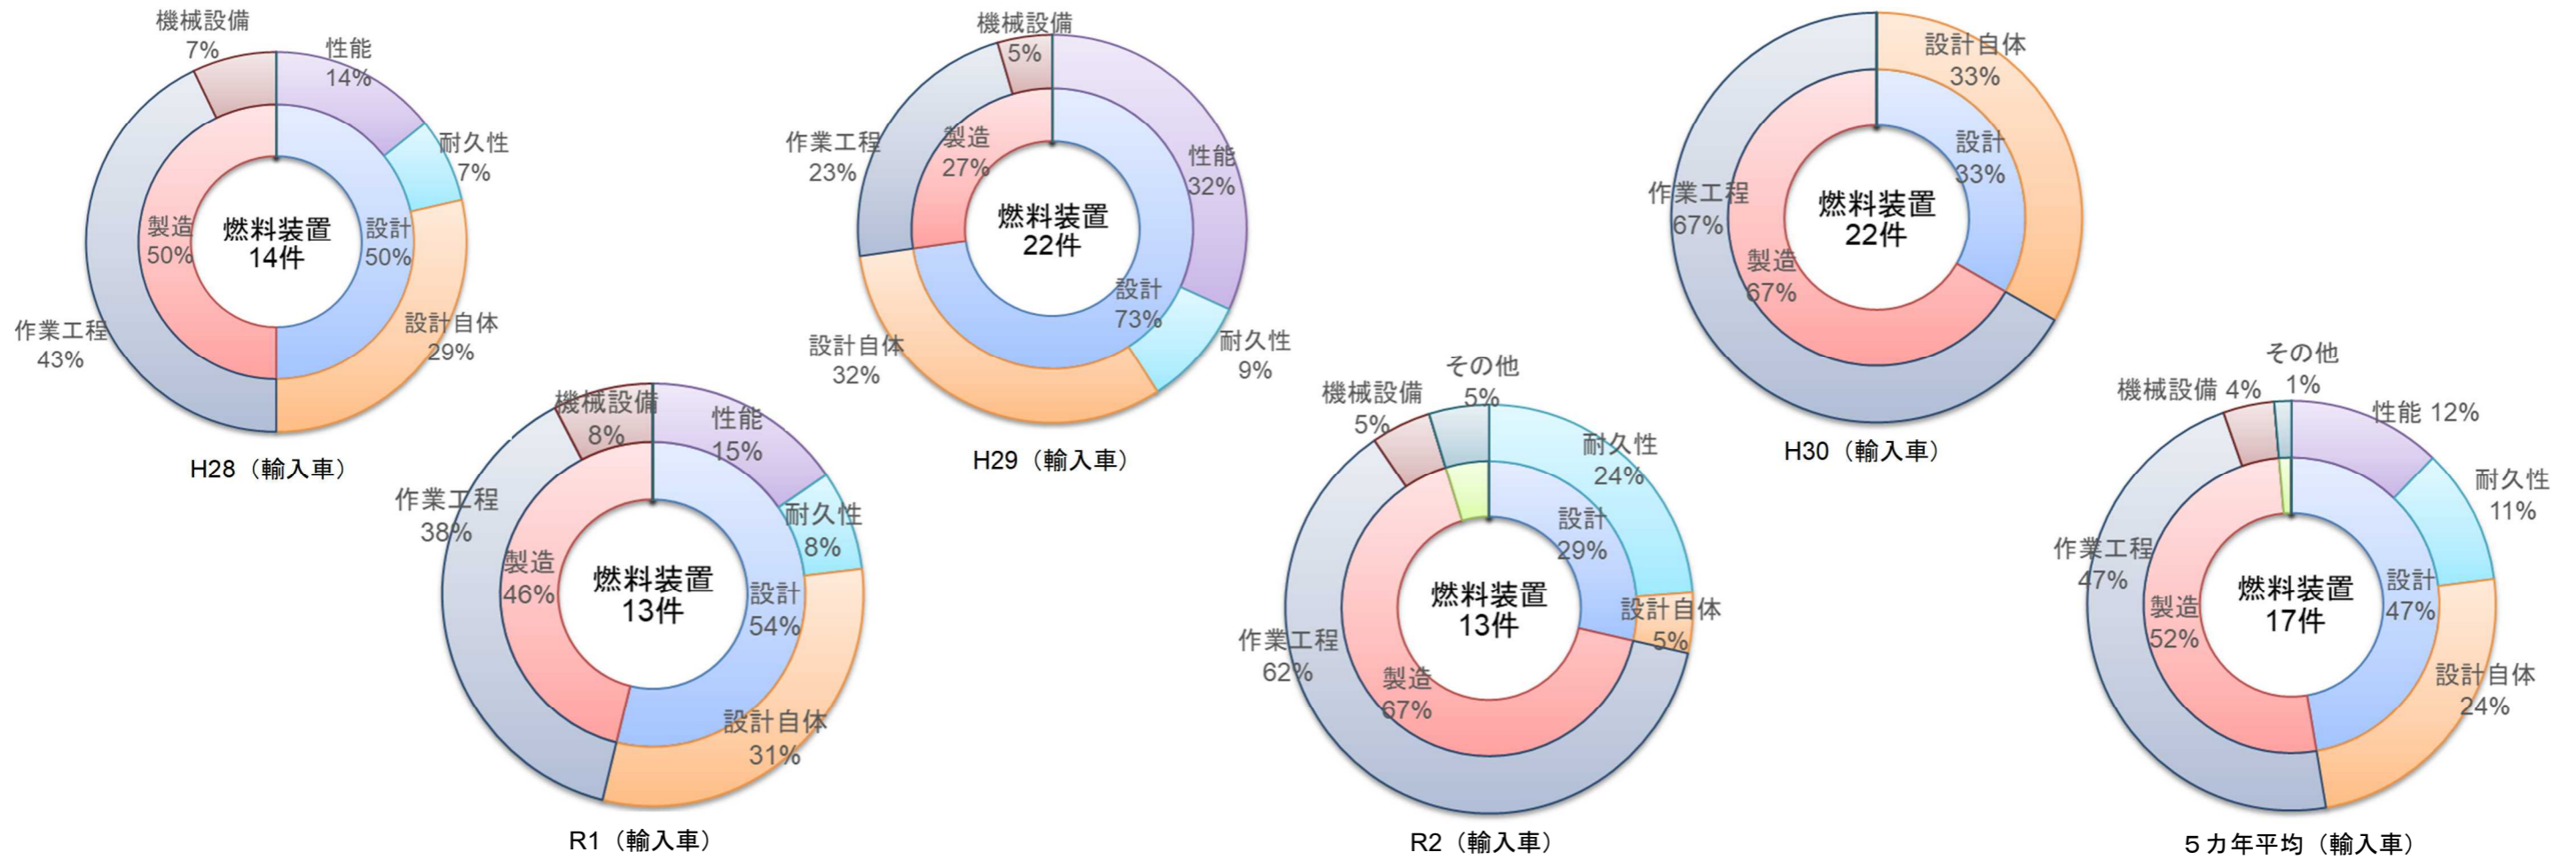 機械設備
7%
性能
14%
耐久性
7%
製造
50%
燃料装置
14件
設計
50%
設計自体
29%
作業工程
43%
H28（輸入車）
機械設備
5%
作業工程
23%
製造
27%
性能
32%
燃料装置
22件
設計
73%
耐久性
9%
設計自体
32%
H29（輸入車）
設計自体
33%
設計
33%
作業工程
67%
製造
67%
燃料装置
22件
H30（輸入車）
機械設備
8%
性能
15%
作業工程
38%
耐久性
8%
製造
46%
燃料装置
13件
設計
54%
設計自体
31%
R1（輸入車）
その他
5%
機械設備
5%
耐久性
24%
設計
29%
燃料装置
13件
設計自体
5%
作業工程
62%
製造
67%
R2（輸入車）
その他
1%
機械設備 4%
性能 12%
耐久性
11%
作業工程
47%
製造
52%
燃料装置
17件
設計
47%
設計自体
24%
５カ年平均（輸入車）